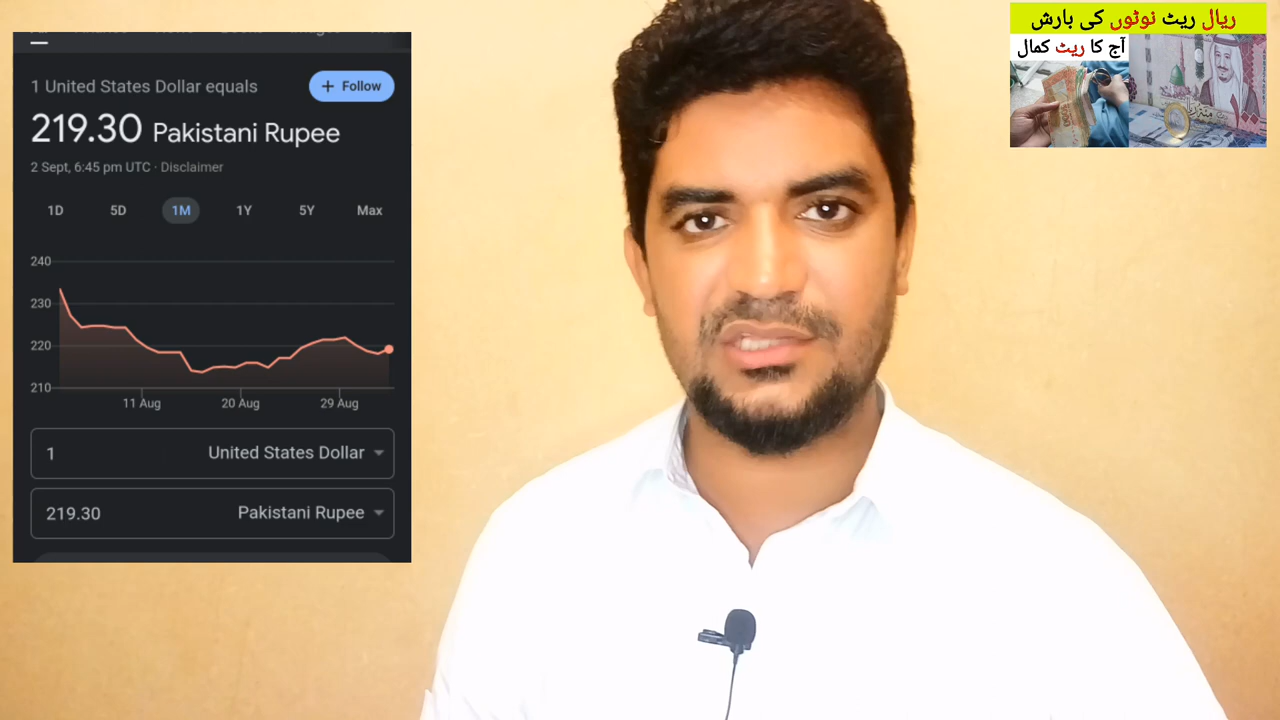 1 United States Dollar equals
+ Follow
219.30 Pakistani Rupee
2 Sept, 6:45 pm UTC · Disclaimer
1D 5D 1M 1Y 5Y Max
240
230
220
210
11 Aug 20 Aug 29 Aug
1 United States Dollar
219.30 Pakistani Rupee
ریال ریٹ نوٹوں کی بارش
آج کا ریٹ کمال